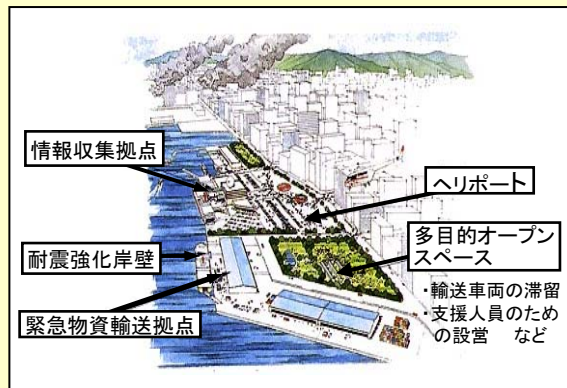 情報収集拠点
耐震強化岸壁
緊急物資輸送拠点
ヘリポート
多目的オープン
スペース
・輸送車両の滞留
・支援人員のため
の設営　など